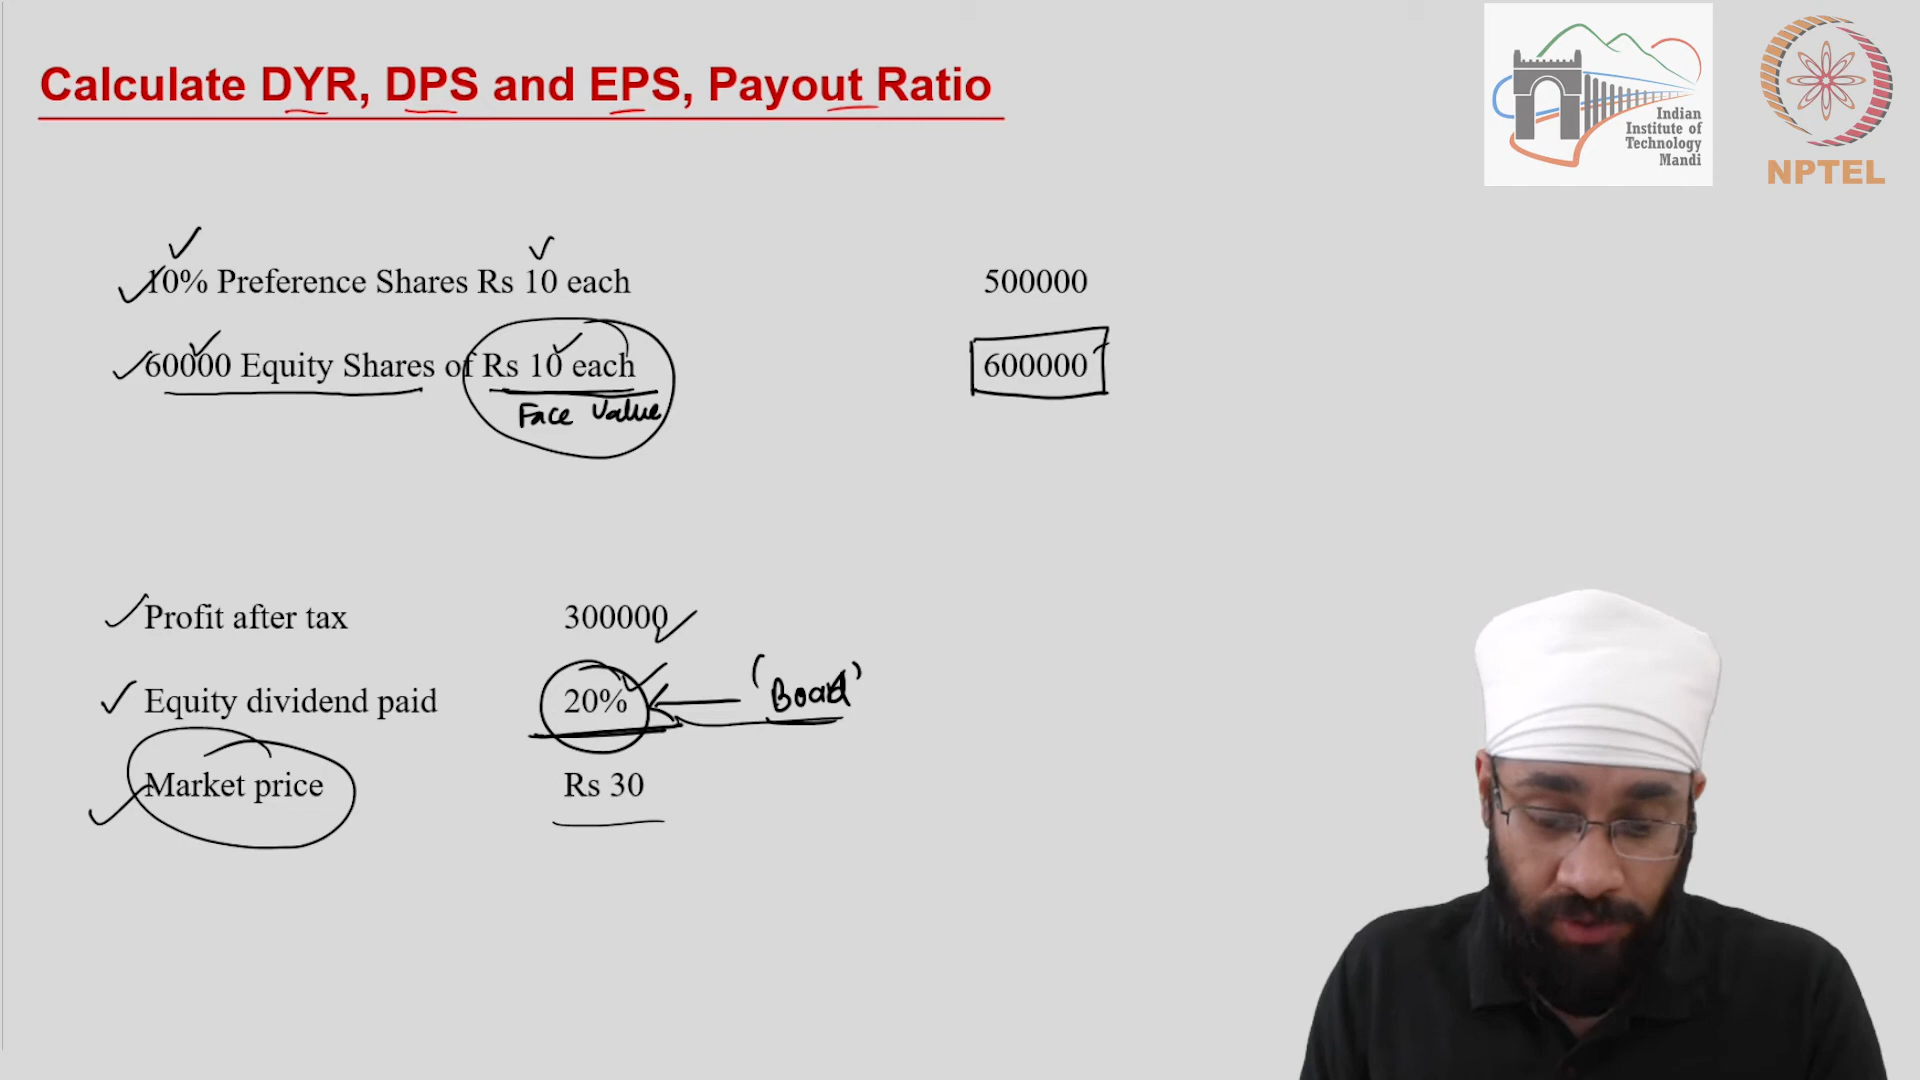 Calculate DYR, DPS and EPS, Payout Ratio
Indian
Institute of
Technology
Mandi
NPTEL
10% Preference Shares Rs 10 each 500000
60000 Equity Shares of Rs 10 each 600000
Face Value
Profit after tax 300000
Equity dividend paid 20% (Board)
Market price Rs 30